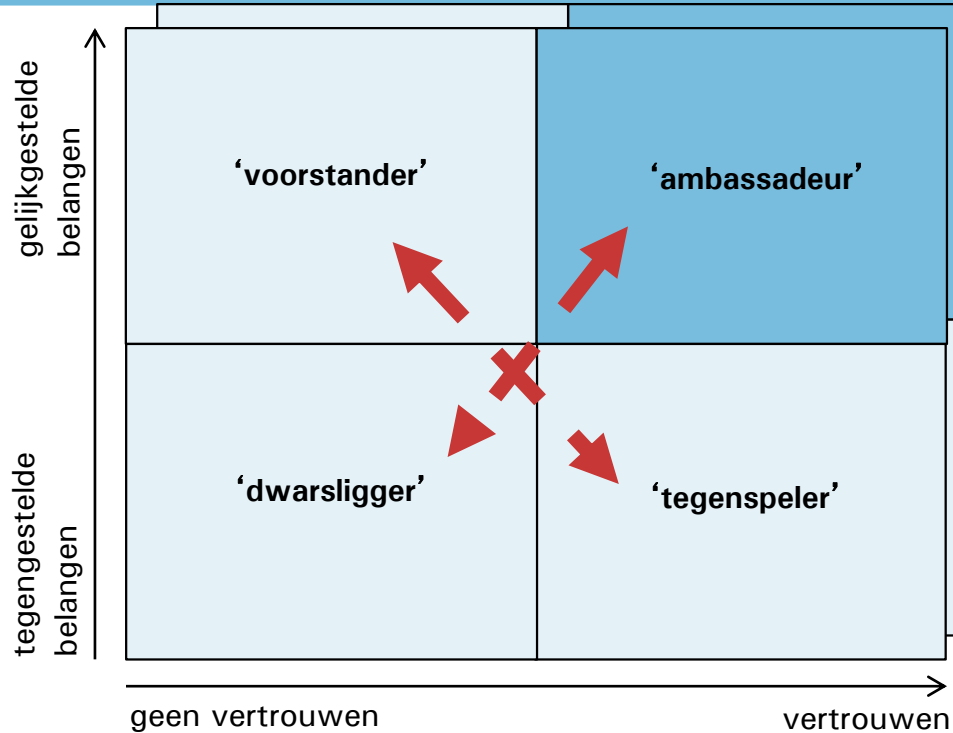 gelijkgestelde
belangen
‘voorstander’
‘ambassadeur’
tegengestelde
belangen
‘dwarsligger’
‘tegenspeler’
geen vertrouwen
vertrouwen